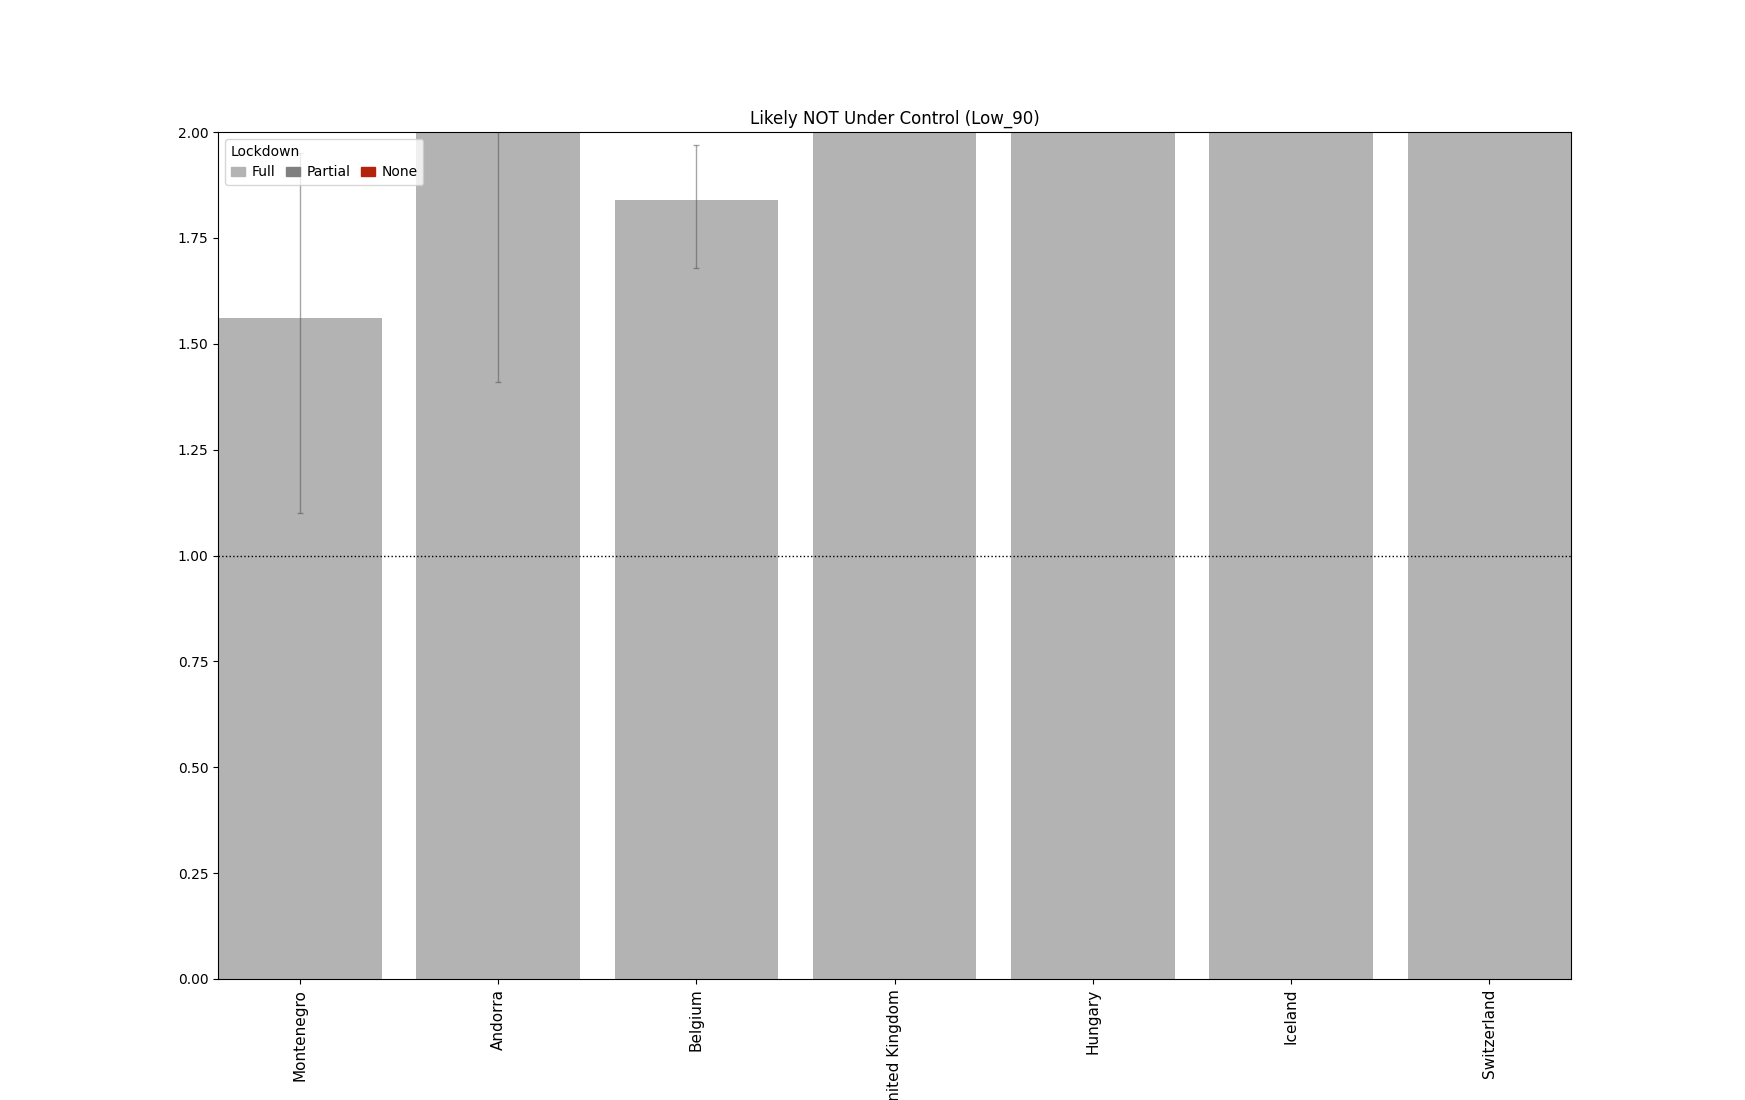 Likely NOT Under Control (Low_90)
Lockdown
Full Partial None
2.00
1.75
1.50
1.25
1.00
0.75
0.50
0.25
0.00
Montenegro
Andorra
Belgium
nited Kingdom
Hungary
Iceland
Switzerland